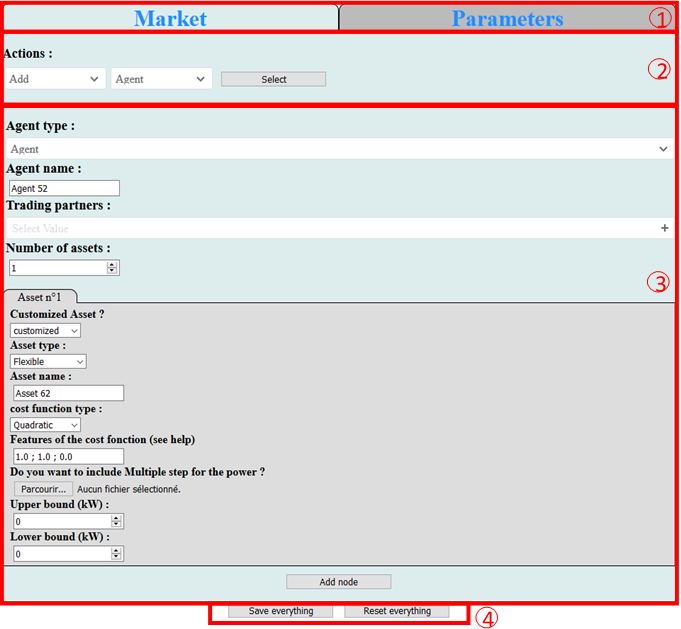 Market Parameters ①
Actions :
②
Add Agent Select
Agent type :
Agent
Agent name :
Agent 52
Trading partners :
Select Value +
Number of assets :
1
③
Asset n°1
Customized Asset ?
customized
Asset type :
Flexible
Asset name :
Asset 62
cost function type :
Quadratic
Features of the cost fonction (see help)
1.0 ; 1.0 ; 0.0
Do you want to include Multiple step for the power ?
Parcourir... Aucun fichier sélectionné.
Upper bound (kW) :
0
Lower bound (kW) :
0
Add node
Save everything Reset everything ④